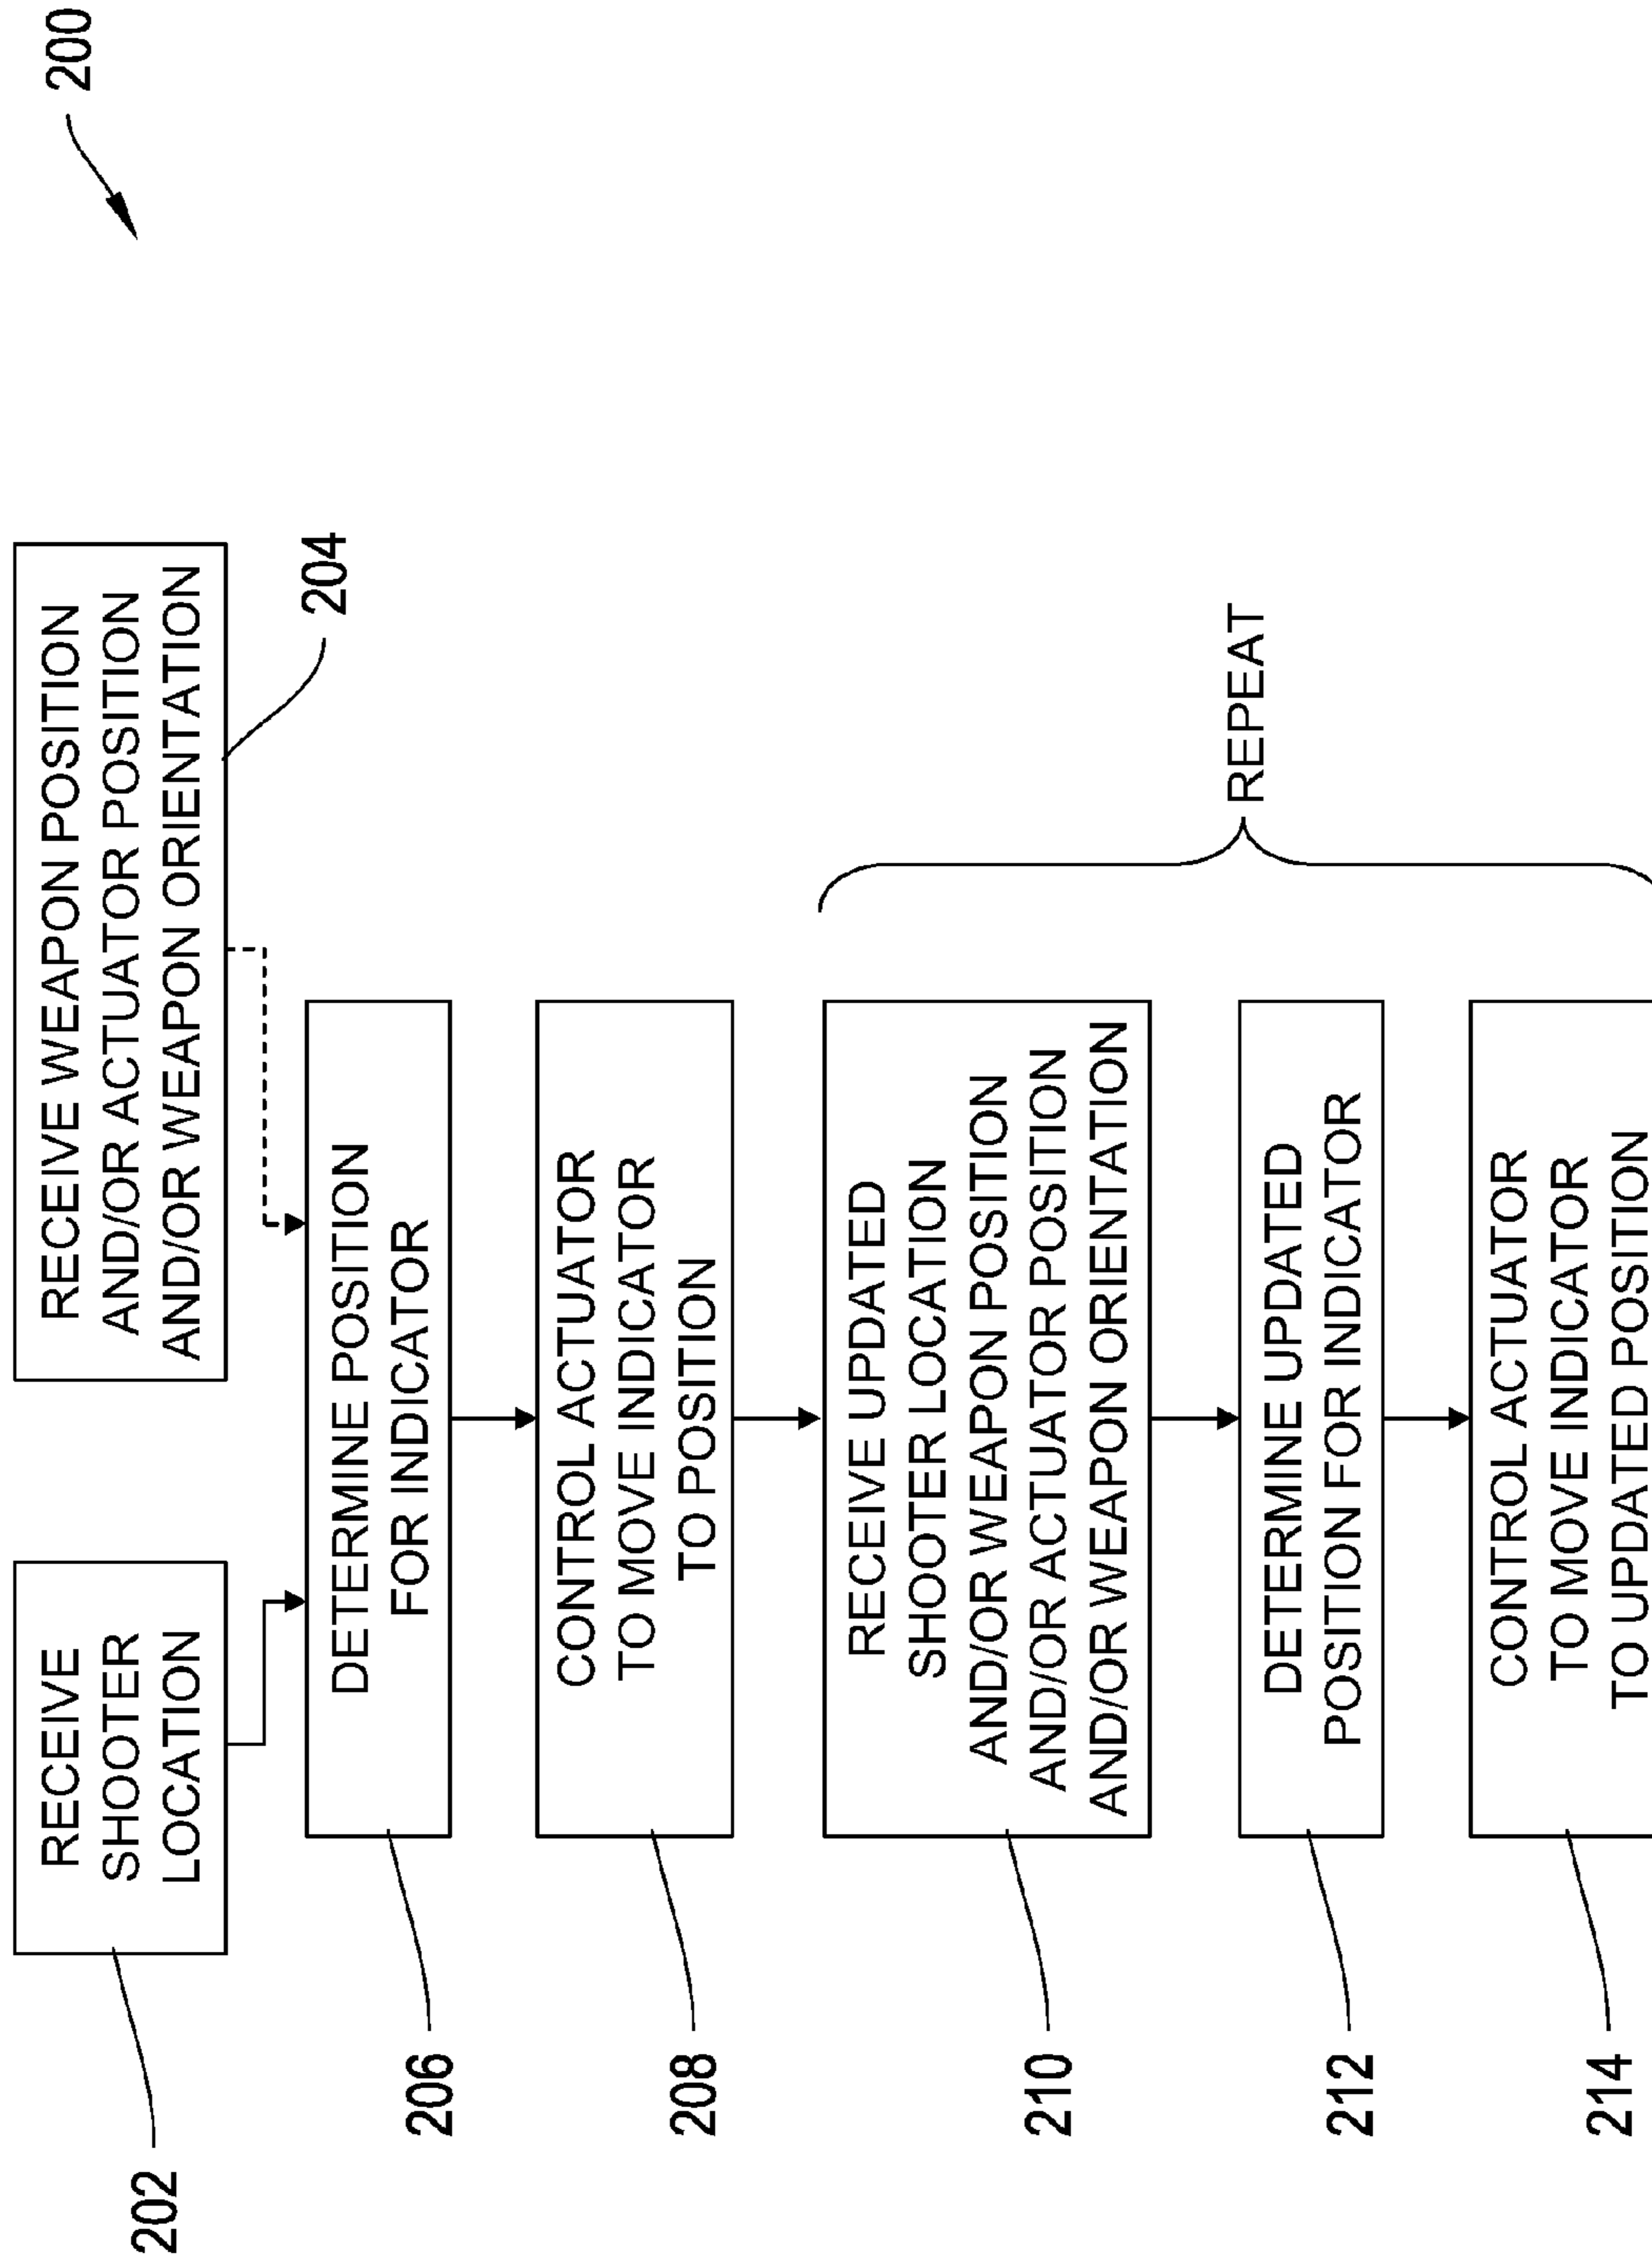 200
RECEIVE
SHOOTER
LOCATION
202
RECEIVE WEAPON POSITION
AND/OR ACTUATOR POSITION
AND/OR WEAPON ORIENTATION
204
DETERMINE POSITION
FOR INDICATOR
206
CONTROL ACTUATOR
TO MOVE INDICATOR
TO POSITION
208
RECEIVE UPDATED
SHOOTER LOCATION
AND/OR WEAPON POSITION
AND/OR ACTUATOR POSITION
AND/OR WEAPON ORIENTATION
210
REPEAT
DETERMINE UPDATED
POSITION FOR INDICATOR
212
CONTROL ACTUATOR
TO MOVE INDICATOR
TO UPDATED POSITION
214